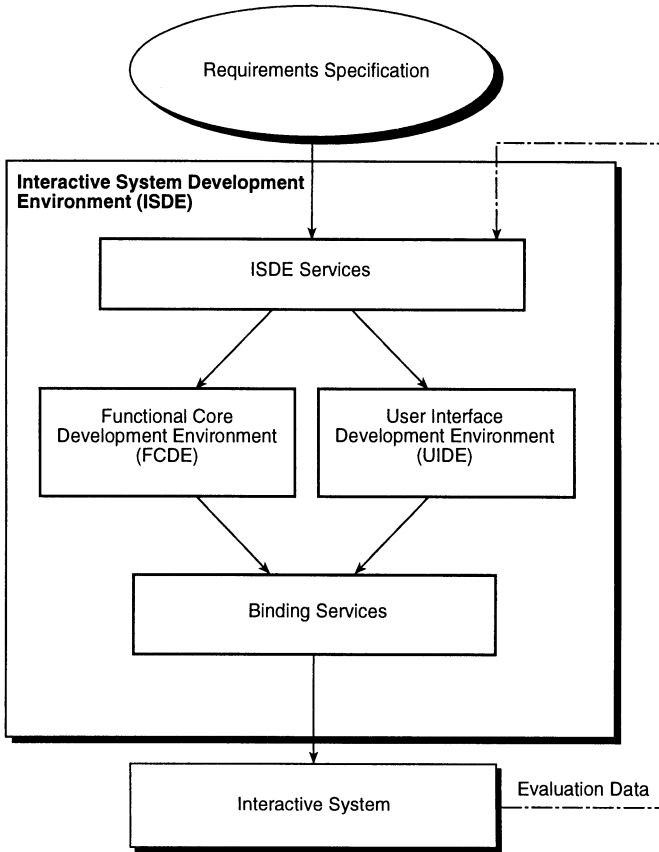 Requirements Specification
Interactive System Development
Environment (ISDE)
ISDE Services
Functional Core
Development Environment
(FCDE)
User Interface
Development Environment
(UIDE)
Binding Services
Interactive System
Evaluation Data